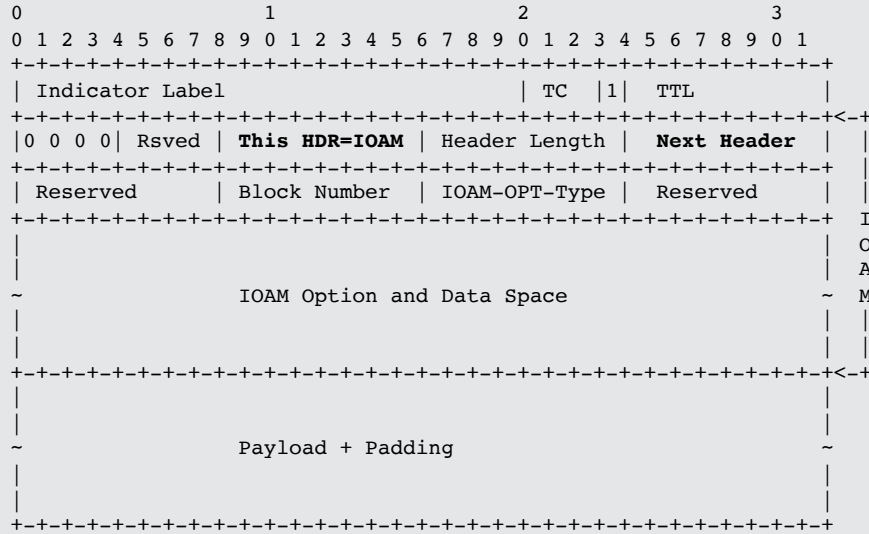 0                   1                   2                   3
0 1 2 3 4 5 6 7 8 9 0 1 2 3 4 5 6 7 8 9 0 1 2 3 4 5 6 7 8 9 0 1
+-+-+-+-+-+-+-+-+-+-+-+-+-+-+-+-+-+-+-+-+-+-+-+-+-+-+-+-+-+-+-+-+
| Indicator Label                       | TC  |1|  TTL          |
+-+-+-+-+-+-+-+-+-+-+-+-+-+-+-+-+-+-+-+-+-+-+-+-+-+-+-+-+-+-+-+-+<-+
|0 0 0 0| Rsved | This HDR=IOAM | Header Length |  Next Header  |  |
+-+-+-+-+-+-+-+-+-+-+-+-+-+-+-+-+-+-+-+-+-+-+-+-+-+-+-+-+-+-+-+-+  |
| Reserved      | Block Number  | IOAM-OPT-Type |  Reserved     |  |
+-+-+-+-+-+-+-+-+-+-+-+-+-+-+-+-+-+-+-+-+-+-+-+-+-+-+-+-+-+-+-+-+  I
|                                                               |  O
|                                                               |  A
~                 IOAM Option and Data Space                    ~  M
|                                                               |  |
|                                                               |  |
+-+-+-+-+-+-+-+-+-+-+-+-+-+-+-+-+-+-+-+-+-+-+-+-+-+-+-+-+-+-+-+-+<-+
|                                                               |
|                                                               |
~                 Payload + Padding                             ~
|                                                               |
|                                                               |
+-+-+-+-+-+-+-+-+-+-+-+-+-+-+-+-+-+-+-+-+-+-+-+-+-+-+-+-+-+-+-+-+